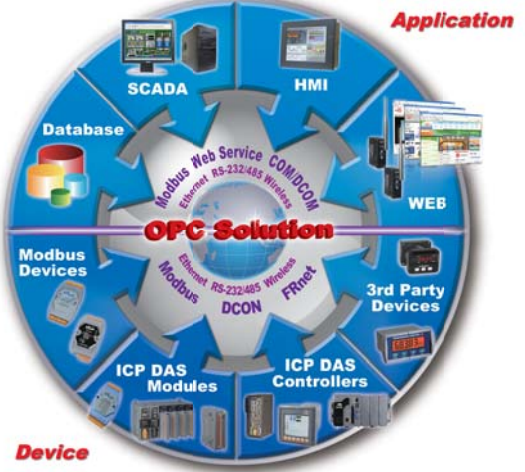 Application
SCADA
HMI
Database
WEB
Modbus Web Service COM/DCOM
Ethernet RS-232/485 Wireless
OPC Solution
Ethernet RS-232/485 Wireless
Modbus DCON FRnet
Modbus
Devices
3rd Party
Devices
ICP DAS
Modules
ICP DAS
Controllers
Device